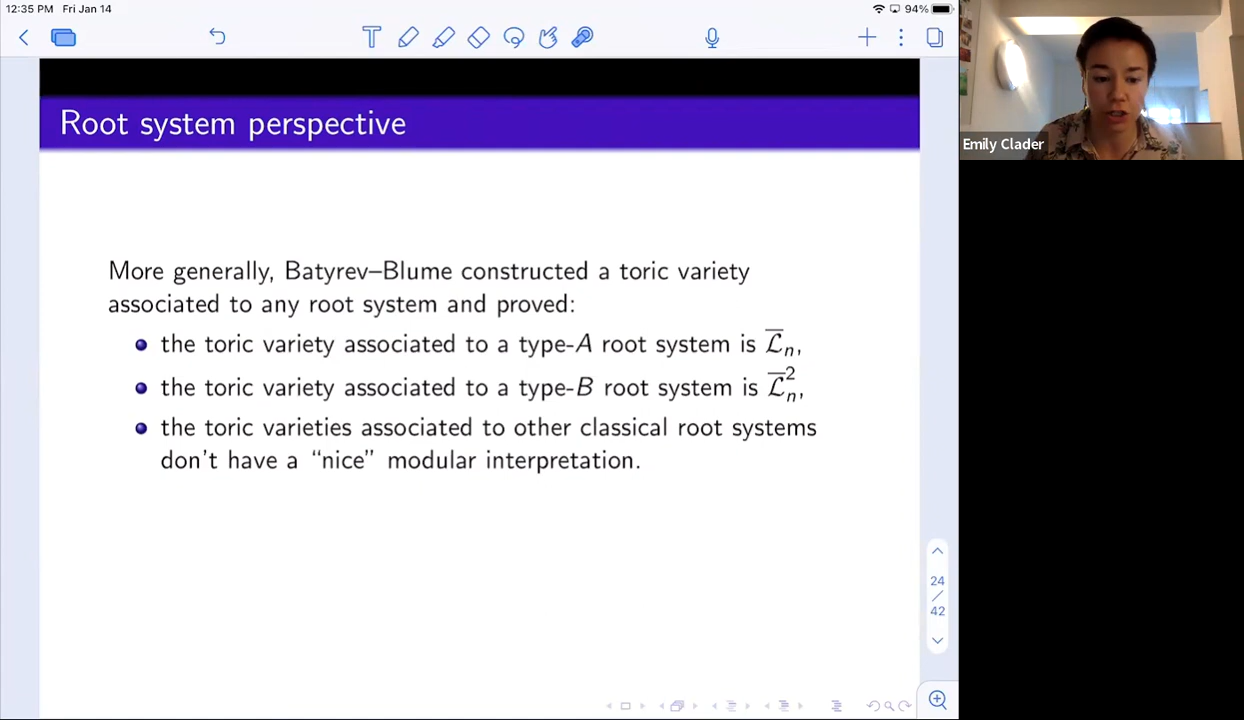 12:35 PM Fri Jan 14
94%
Root system perspective
Emily Clader
More generally, Batyrev–Blume constructed a toric variety
associated to any root system and proved:
the toric variety associated to a type-A root system is $\overline{\mathcal{L}}_n$,
the toric variety associated to a type-B root system is $\overline{\mathcal{L}}_n^2$,
the toric varieties associated to other classical root systems
don't have a “nice” modular interpretation.
24
/
42